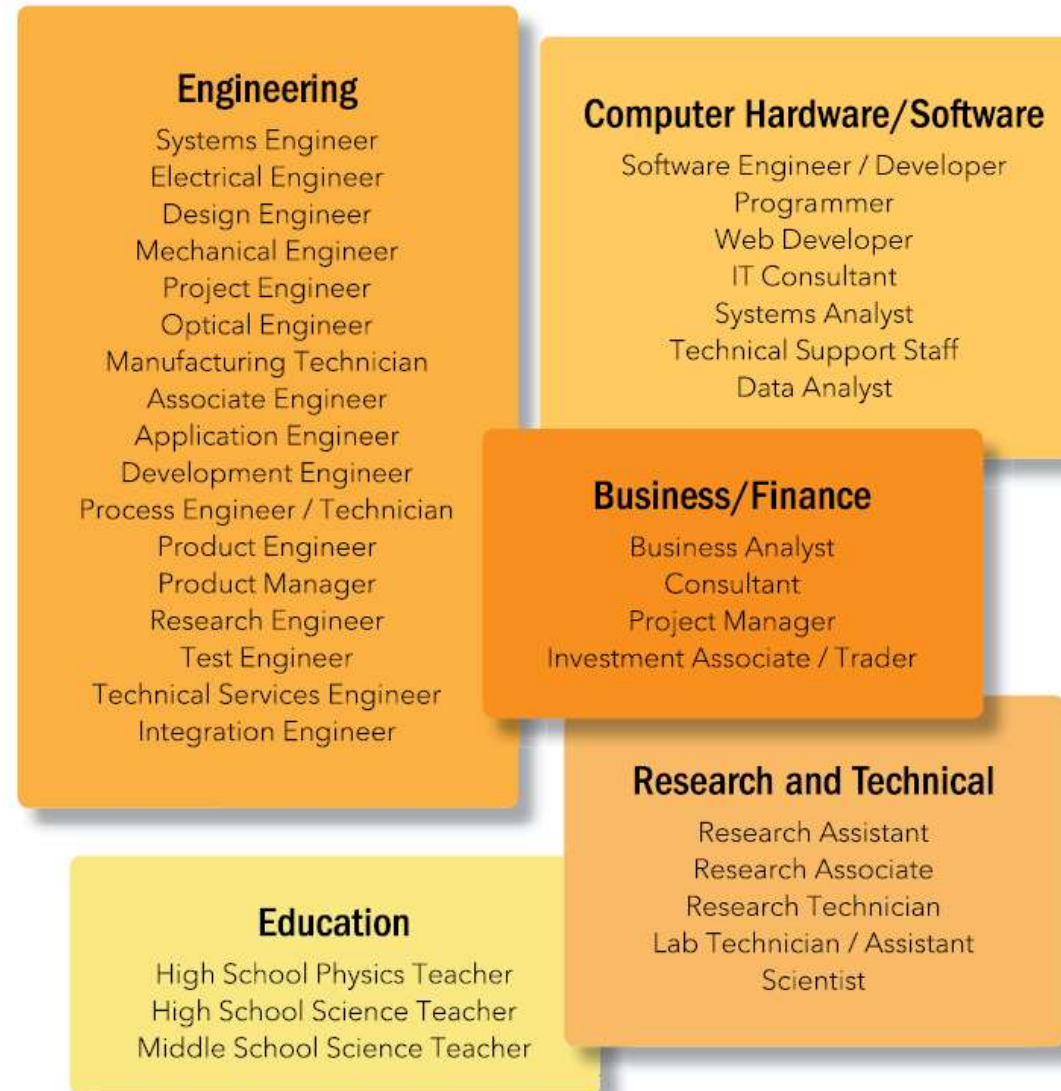 Engineering
Systems Engineer
Electrical Engineer
Design Engineer
Mechanical Engineer
Project Engineer
Optical Engineer
Manufacturing Technician
Associate Engineer
Application Engineer
Development Engineer
Process Engineer / Technician
Product Engineer
Product Manager
Research Engineer
Test Engineer
Technical Services Engineer
Integration Engineer
Computer Hardware/Software
Software Engineer / Developer
Programmer
Web Developer
IT Consultant
Systems Analyst
Technical Support Staff
Data Analyst
Business/Finance
Business Analyst
Consultant
Project Manager
Investment Associate / Trader
Research and Technical
Research Assistant
Research Associate
Research Technician
Lab Technician / Assistant
Scientist
Education
High School Physics Teacher
High School Science Teacher
Middle School Science Teacher